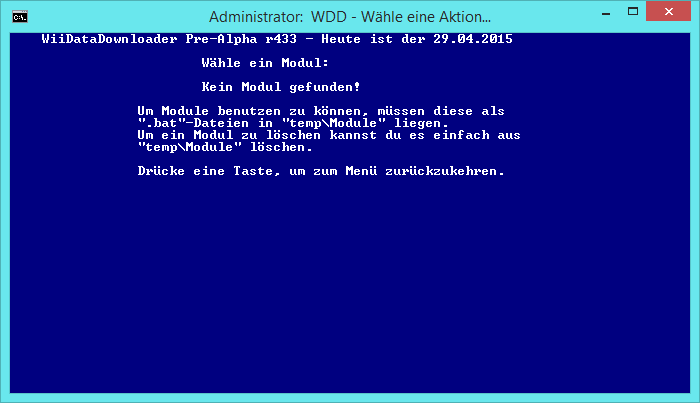 Administrator:  WDD - Wähle eine Aktion...
WiiDataDownloader Pre-Alpha r433 - Heute ist der 29.04.2015
Wähle ein Modul:
Kein Modul gefunden!
Um Module benutzen zu können, müssen diese als
".bat"-Dateien in "temp\Module" liegen.
Um ein Modul zu löschen kannst du es einfach aus
"temp\Module" löschen.
Drücke eine Taste, um zum Menü zurückzukehren.